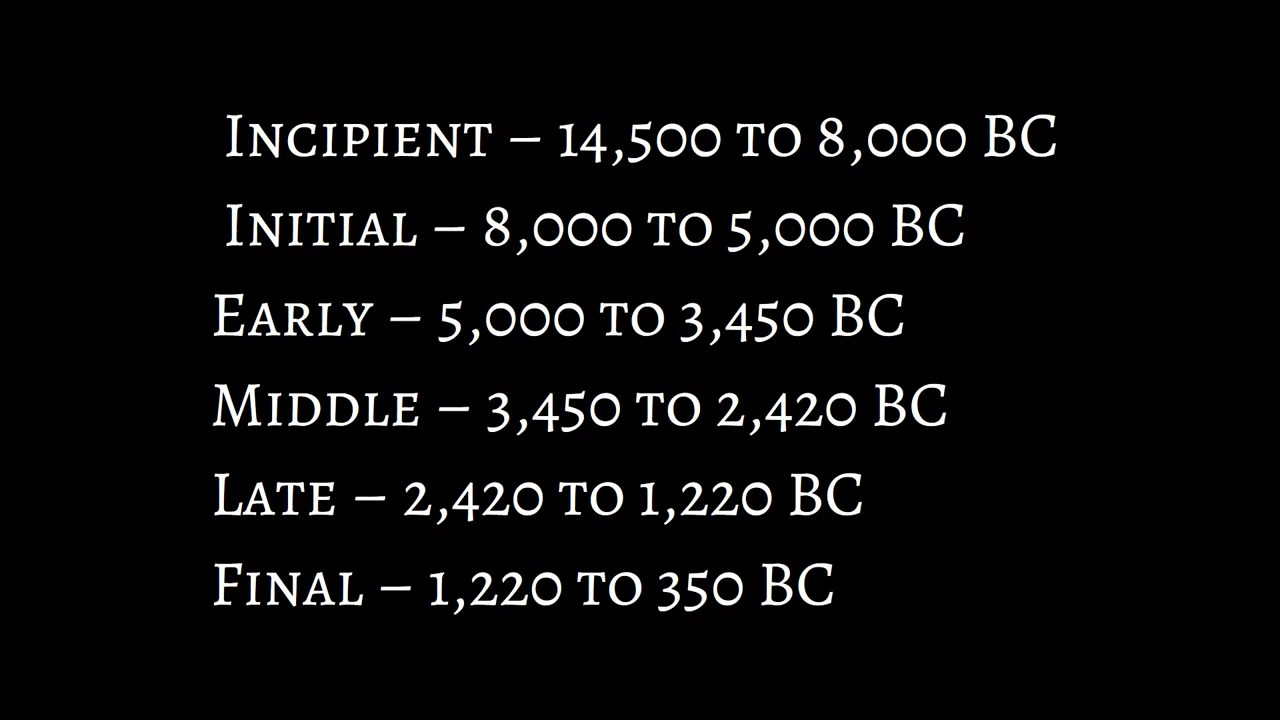 Incipient – 14,500 to 8,000 BC
Initial – 8,000 to 5,000 BC
Early – 5,000 to 3,450 BC
Middle – 3,450 to 2,420 BC
Late – 2,420 to 1,220 BC
Final – 1,220 to 350 BC